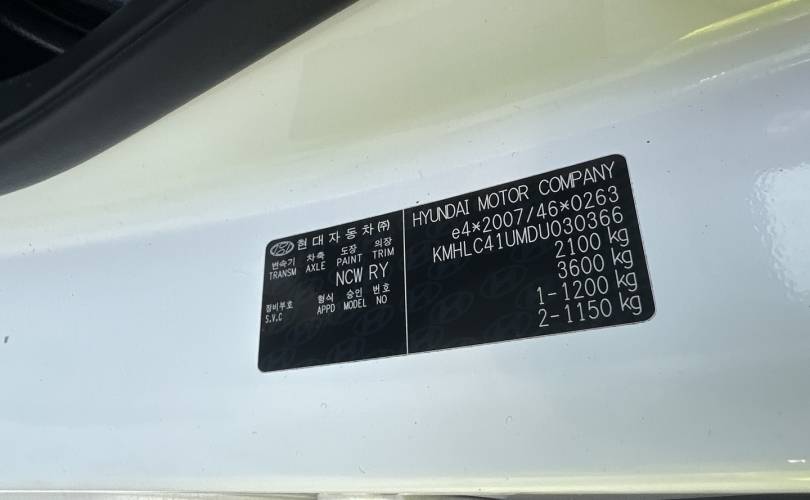 현대자동차㈜
변속기 차축 도장 의장
TRANSM AXLE PAINT TRIM
NCW RY
장비부호 형식 승인 번호
S.V.C APPD MODEL NO
HYUNDAI MOTOR COMPANY
e4*2007/46*0263
KMHLC41UMDU030366
2100 kg
3600 kg
1-1200 kg
2-1150 kg